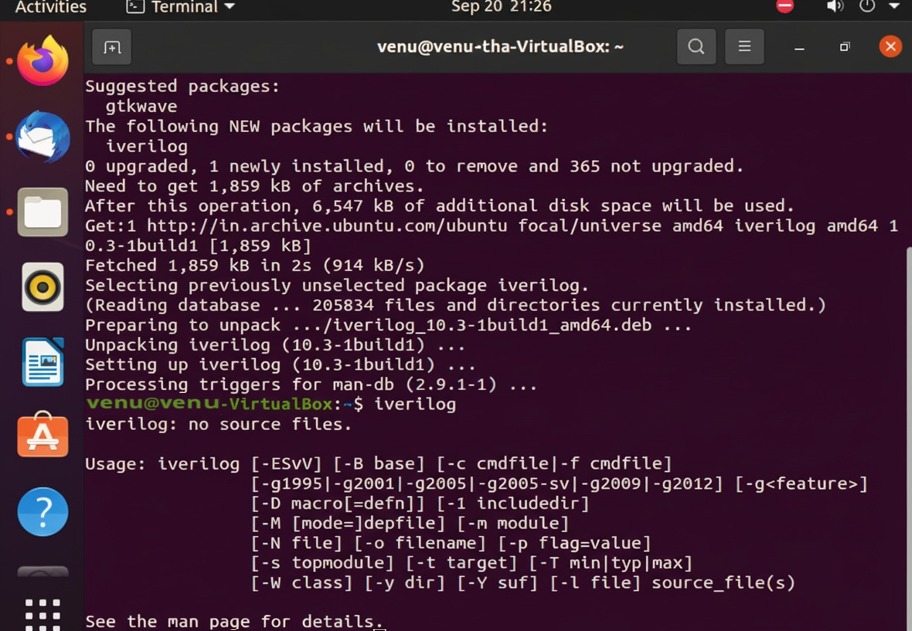 Activities Terminal Sep 20 21:26
venu@venu-tha-VirtualBox: ~
Suggested packages:
gtkwave
The following NEW packages will be installed:
iverilog
0 upgraded, 1 newly installed, 0 to remove and 365 not upgraded.
Need to get 1,859 kB of archives.
After this operation, 6,547 kB of additional disk space will be used.
Get:1 http://in.archive.ubuntu.com/ubuntu focal/universe amd64 iverilog amd64 1
0.3-1build1 [1,859 kB]
Fetched 1,859 kB in 2s (914 kB/s)
Selecting previously unselected package iverilog.
(Reading database ... 205834 files and directories currently installed.)
Preparing to unpack .../iverilog_10.3-1build1_amd64.deb ...
Unpacking iverilog (10.3-1build1) ...
Setting up iverilog (10.3-1build1) ...
Processing triggers for man-db (2.9.1-1) ...
venu@venu-VirtualBox:~$ iverilog
iverilog: no source files.
Usage: iverilog [-ESvV] [-B base] [-c cmdfile|-f cmdfile]
[-g1995|-g2001|-g2005|-g2005-sv|-g2009|-g2012] [-g<feature>]
[-D macro[=defn]] [-1 includedir]
[-M [mode=]depfile] [-m module]
[-N file] [-o filename] [-p flag=value]
[-s topmodule] [-t target] [-T min|typ|max]
[-W class] [-y dir] [-Y suf] [-l file] source_file(s)
See the man page for details.